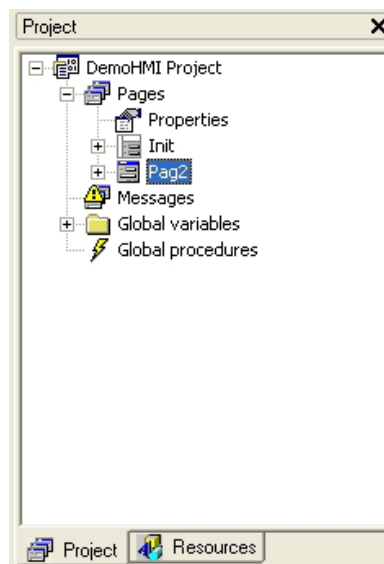 Project
DemoHMI Project
Pages
Properties
Init
Pag2
Messages
Global variables
Global procedures
Project Resources